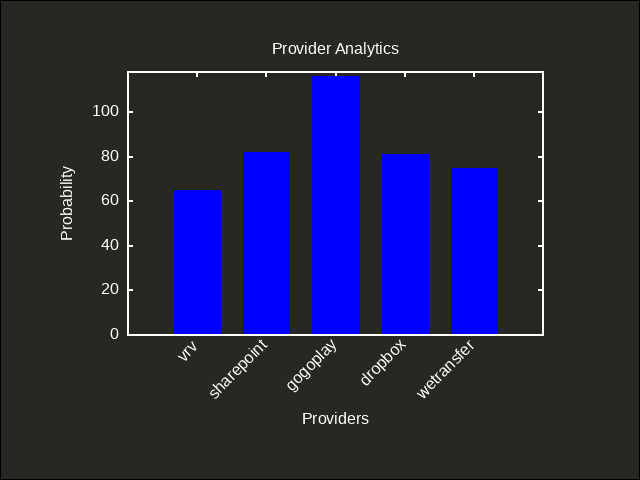 Provider Analytics
100
80
60
40
20
0
Probability
vrv
sharepoint
gogoplay
dropbox
wetransfer
Providers